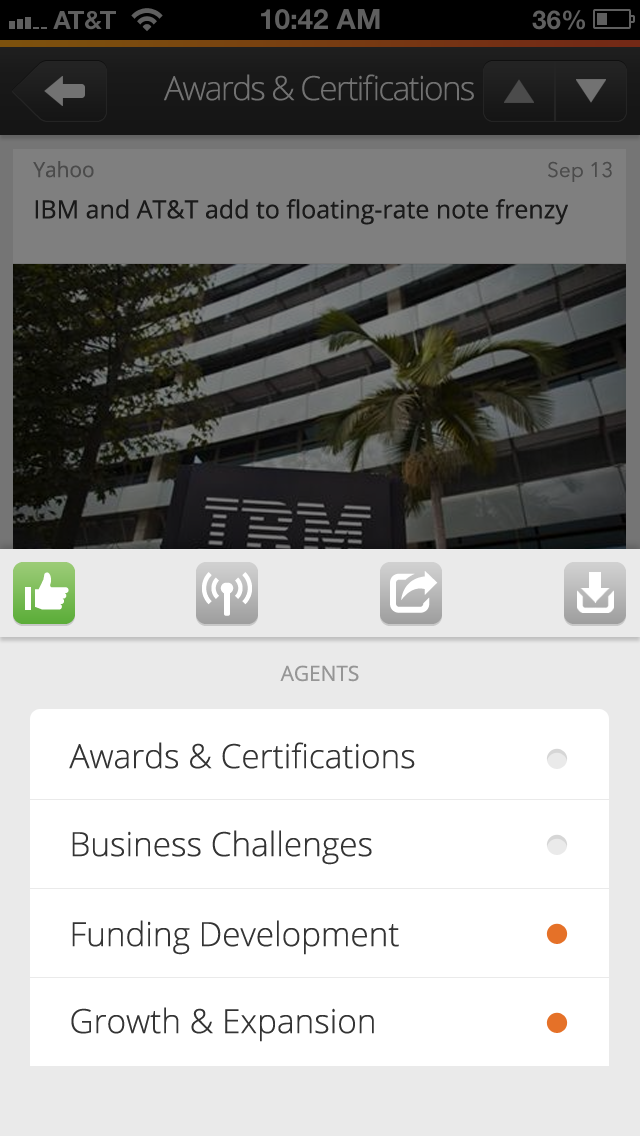 AT&T 10:42 AM 36%
Awards & Certifications
Yahoo Sep 13
IBM and AT&T add to floating-rate note frenzy
IBM
AGENTS
Awards & Certifications
Business Challenges
Funding Development
Growth & Expansion